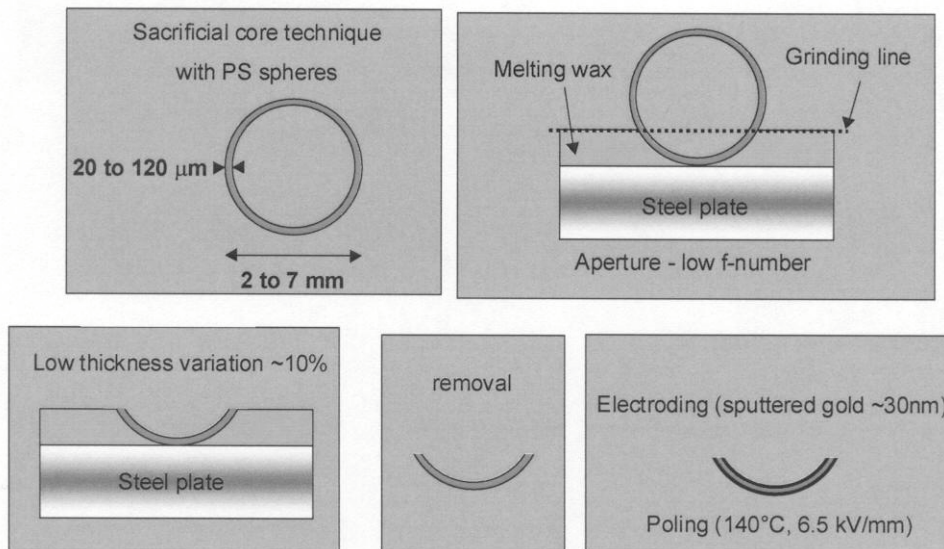 Sacrificial core technique
with PS spheres
20 to 120 μm
2 to 7 mm
Melting wax
Grinding line
Steel plate
Aperture - low f-number
Low thickness variation ~10%
Steel plate
removal
Electroding (sputtered gold ~30nm)
Poling (140°C, 6.5 kV/mm)